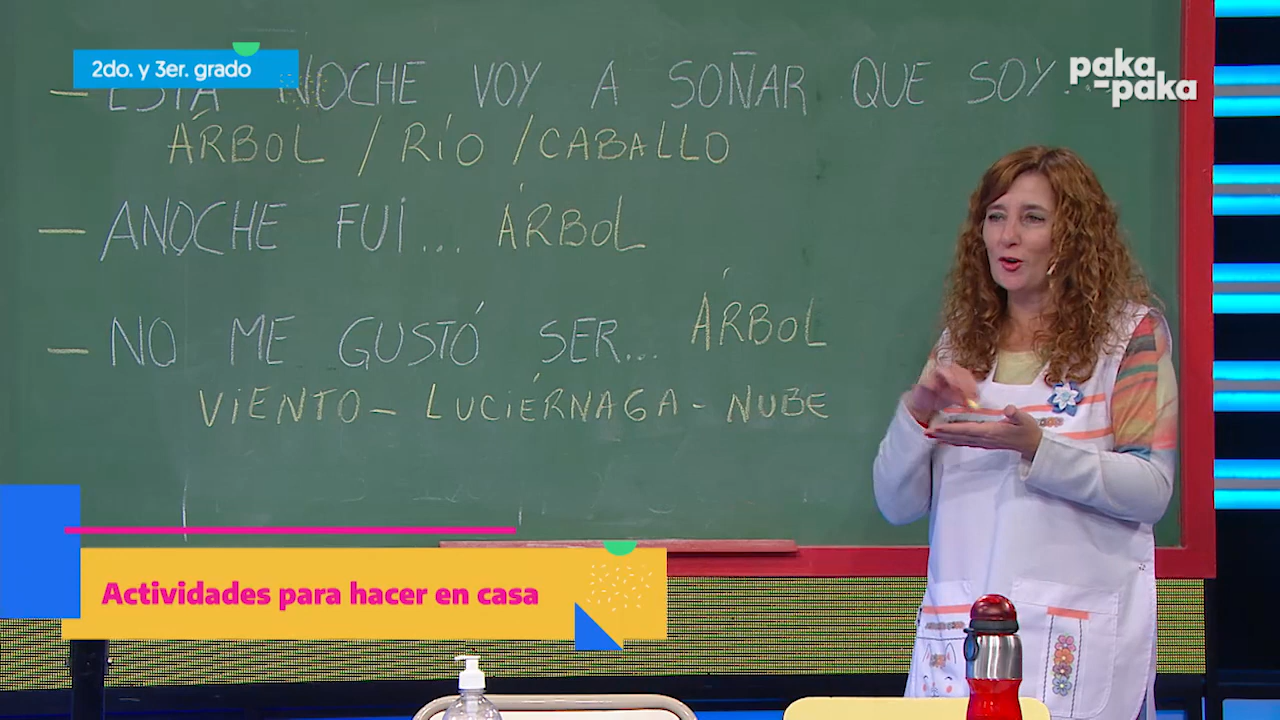 2do. y 3er. grado
paka
-paka
— ESTA NOCHE VOY A SOÑAR QUE SOY...
ÁRBOL / RÍO / CABALLO
— ANOCHE FUI... ÁRBOL
— NO ME GUSTÓ SER... ÁRBOL
VIENTO - LUCIÉRNAGA - NUBE
Actividades para hacer en casa